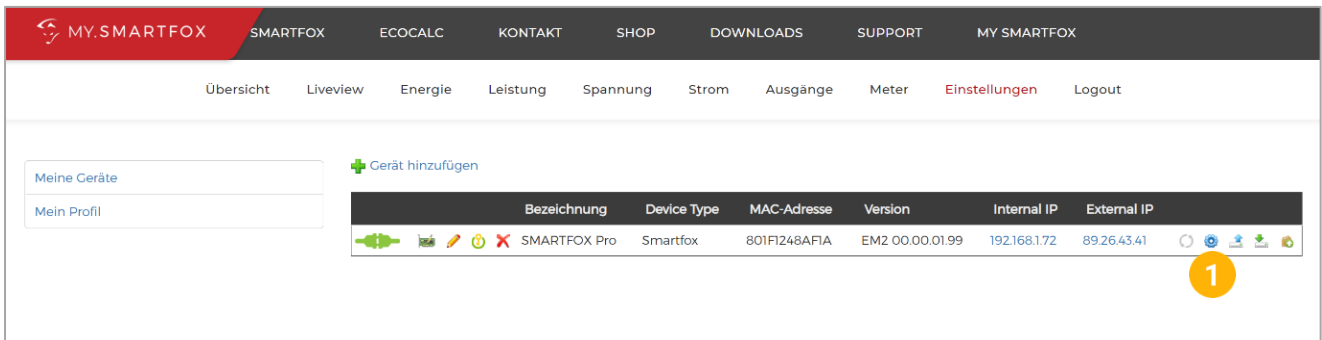 MY.SMARTFOX SMARTFOX ECOCALC KONTAKT SHOP DOWNLOADS SUPPORT MY SMARTFOX
Übersicht Liveview Energie Leistung Spannung Strom Ausgänge Meter Einstellungen Logout
Gerät hinzufügen
Meine Geräte
Mein Profil
Bezeichnung Device Type MAC-Adresse Version Internal IP External IP
SMARTFOX Pro Smartfox 801F1248AF1A EM2 00.00.01.99 192.168.1.72 89.26.43.41
1